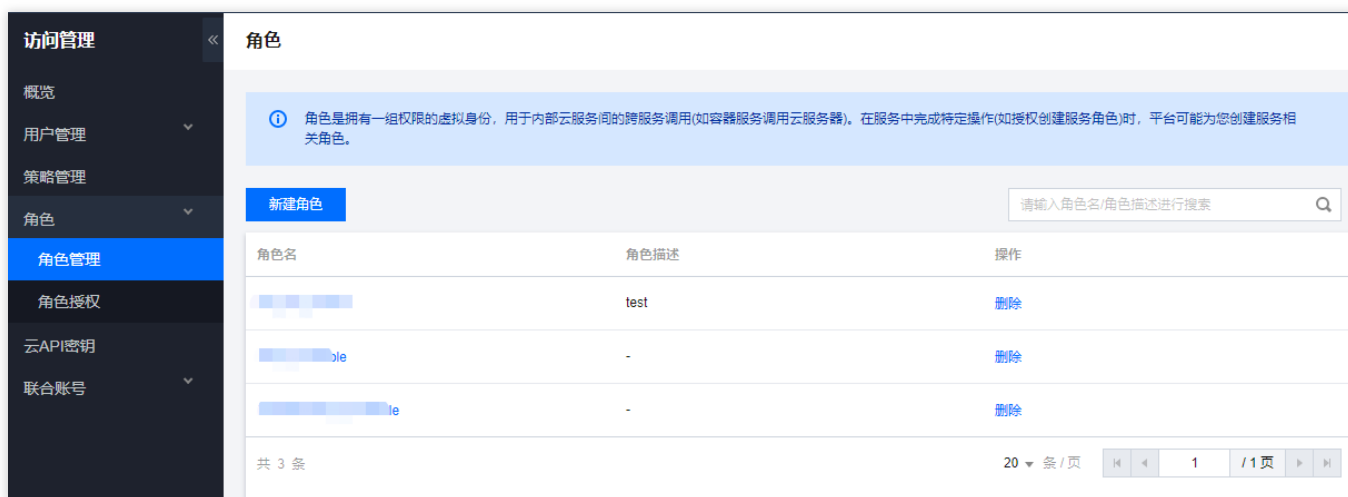 访问管理
«
概览
用户管理
策略管理
角色
角色管理
角色授权
云API密钥
联合账号
角色
角色是拥有一组权限的虚拟身份，用于内部云服务间的跨服务调用(如容器服务调用云服务器)。在服务中完成特定操作(如授权创建服务角色)时，平台可能为您创建服务相
关角色。
新建角色
请输入角色名/角色描述进行搜索
角色名 角色描述 操作
test 删除
- 删除
- 删除
共 3 条 20 条 / 页 1 / 1 页